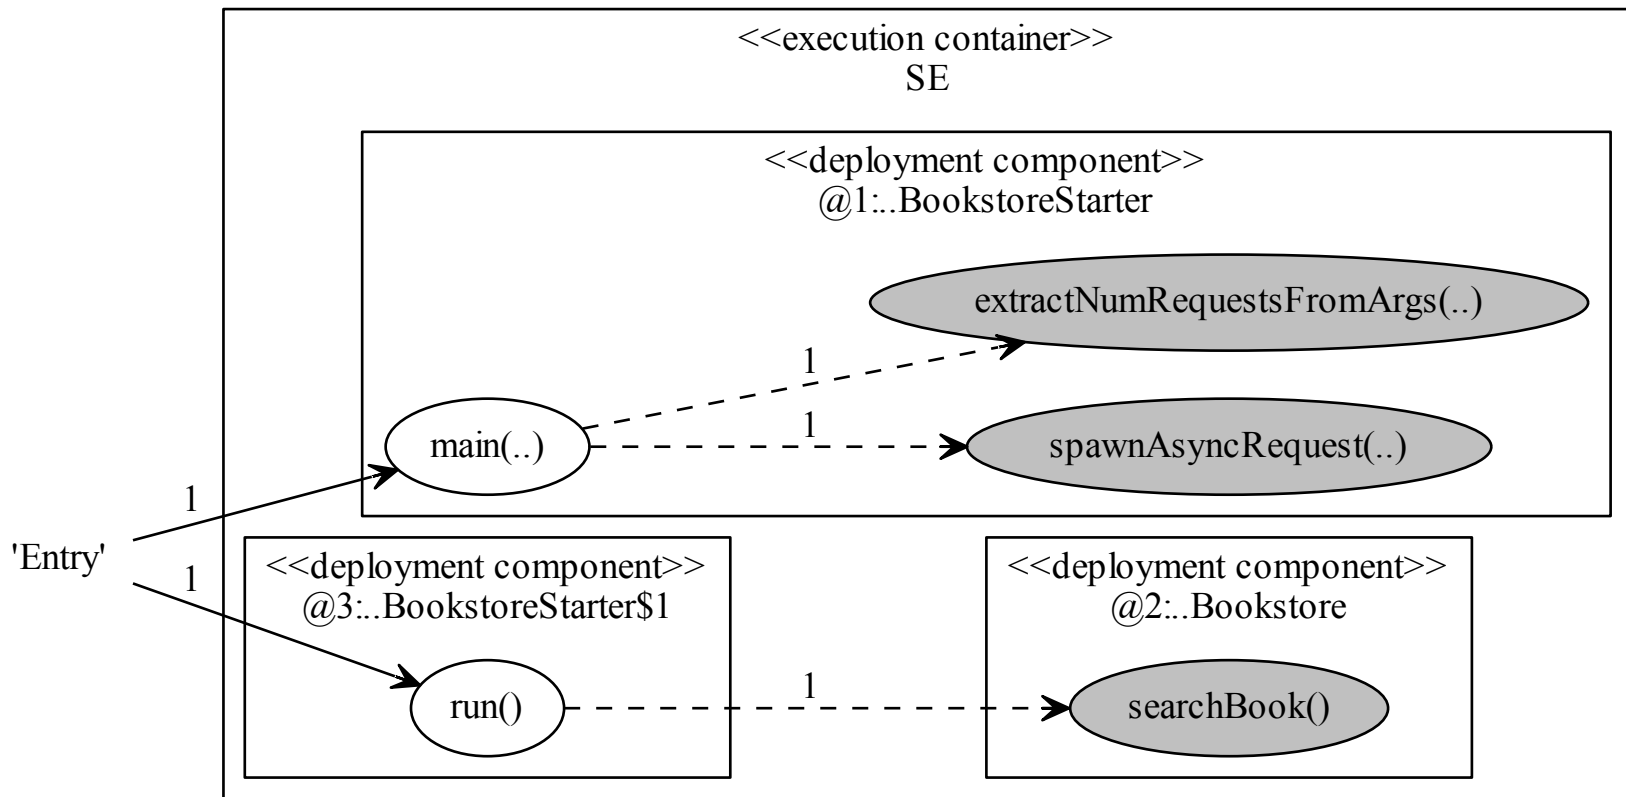 <<execution container>>
SE
<<deployment component>>
@1:..BookstoreStarter
extractNumRequestsFromArgs(..)
1
main(..)
1
spawnAsyncRequest(..)
1
'Entry'
1
<<deployment component>>
@3:..BookstoreStarter$1
<<deployment component>>
@2:..Bookstore
run()
1
searchBook()